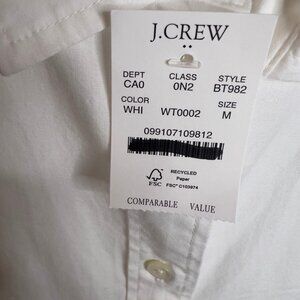 J.CREW
DEPT CLASS STYLE
CA0 0N2 BT982
COLOR SIZE
WHI WT0002 M
099107109812
RECYCLED
Paper
FSC
FSC® C103974
COMPARABLE VALUE